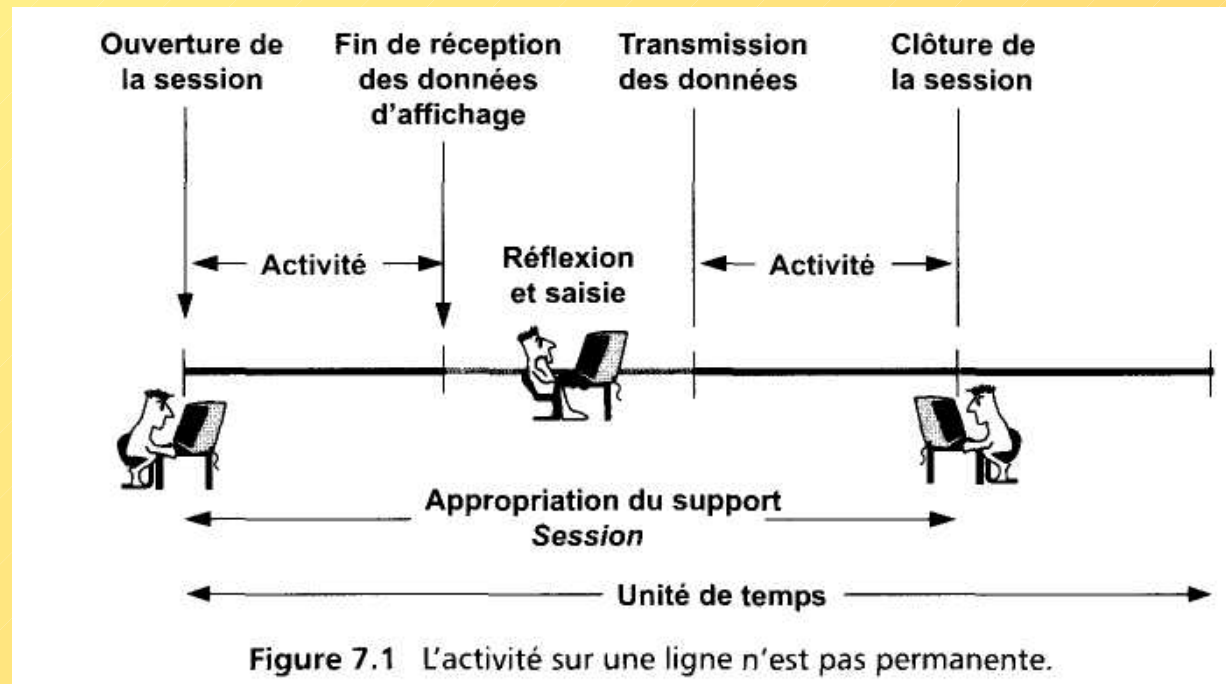 Ouverture de
la session
Fin de réception
des données
d'affichage
Transmission
des données
Clôture de
la session
Activité
Réflexion
et saisie
Activité
Appropriation du support
Session
Unité de temps
Figure 7.1 L'activité sur une ligne n'est pas permanente.